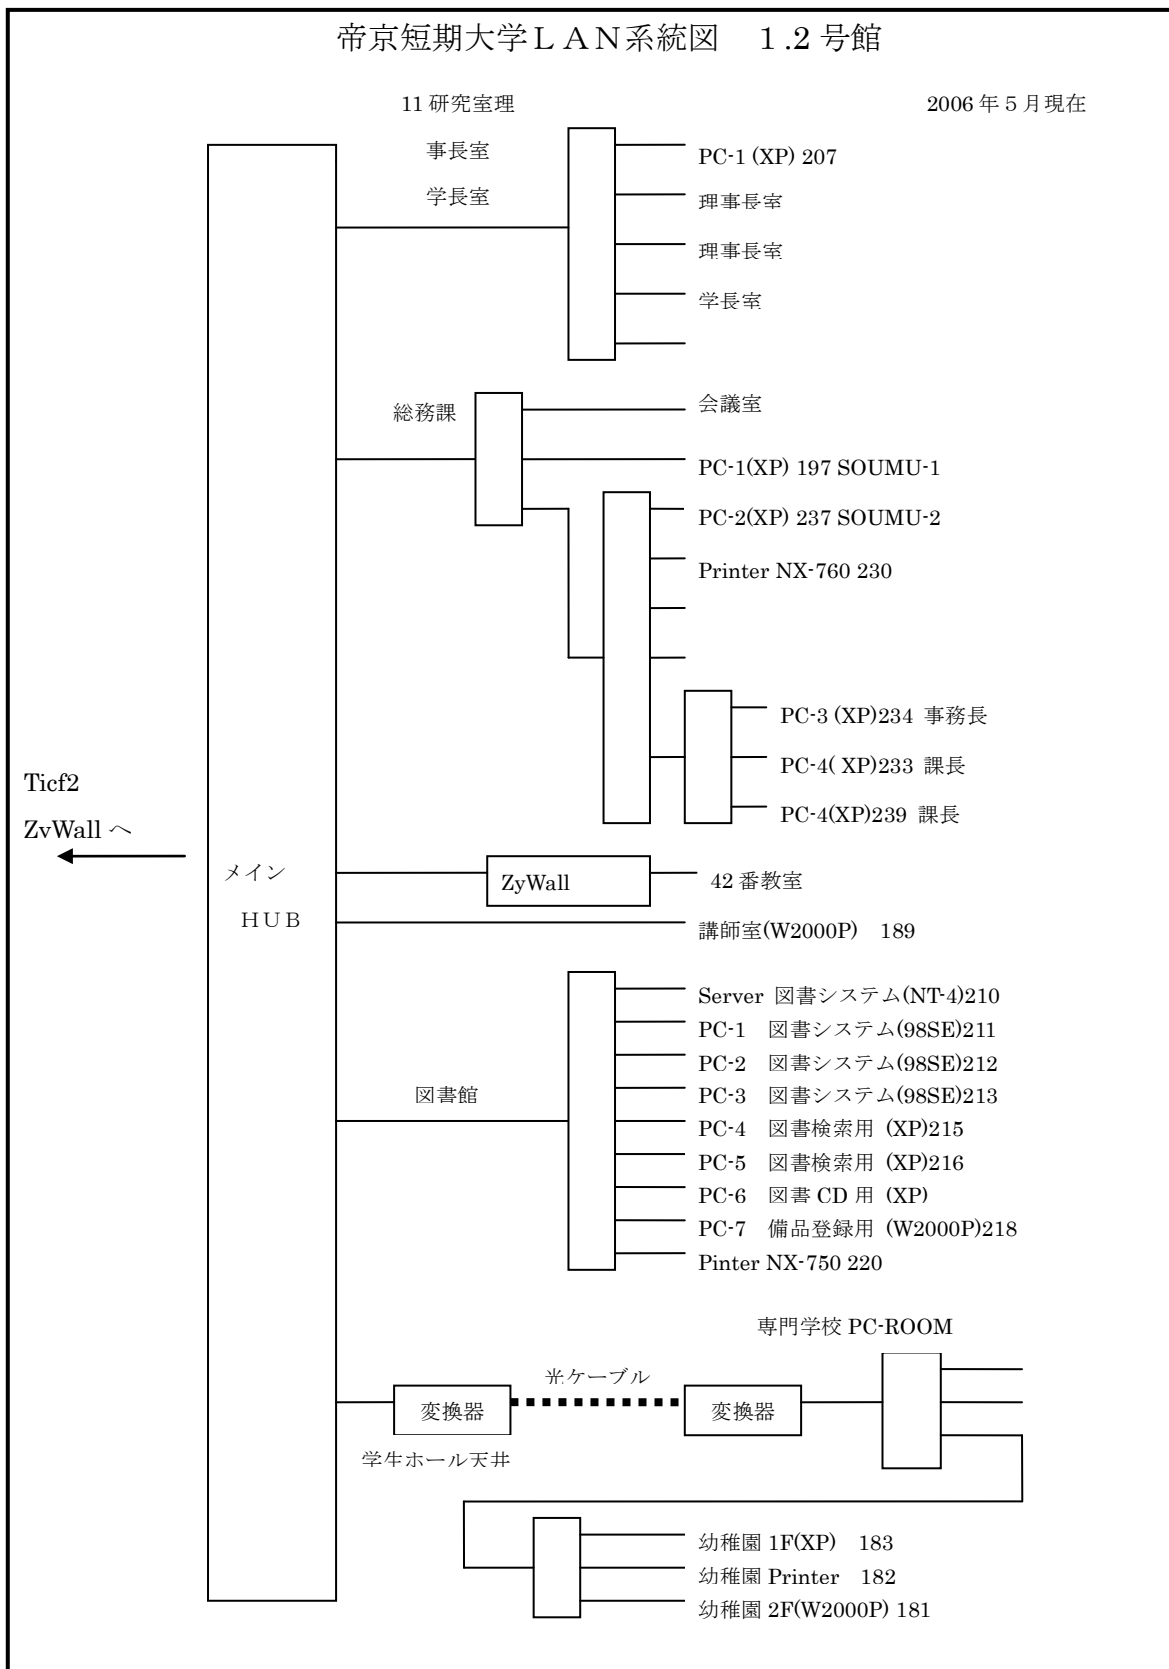 帝京短期大学ＬＡＮ系統図　１.２号館
11 研究室理
2006 年 5 月現在
事長室
学長室
PC-1 (XP) 207
理事長室
理事長室
学長室
総務課
会議室
PC-1(XP) 197 SOUMU-1
PC-2(XP) 237 SOUMU-2
Printer NX-760 230
PC-3 (XP)234 事務長
PC-4( XP)233 課長
PC-4(XP)239 課長
Ticf2
ZyWall へ
メイン
ＨＵＢ
ZyWall
42 番教室
講師室(W2000P)　189
図書館
Server 図書システム(NT-4)210
PC-1　図書システム(98SE)211
PC-2　図書システム(98SE)212
PC-3　図書システム(98SE)213
PC-4　図書検索用 (XP)215
PC-5　図書検索用 (XP)216
PC-6　図書 CD 用 (XP)
PC-7　備品登録用 (W2000P)218
Pinter NX-750 220
専門学校 PC-ROOM
光ケーブル
変換器
変換器
学生ホール天井
幼稚園 1F(XP)　183
幼稚園 Printer　182
幼稚園 2F(W2000P) 181